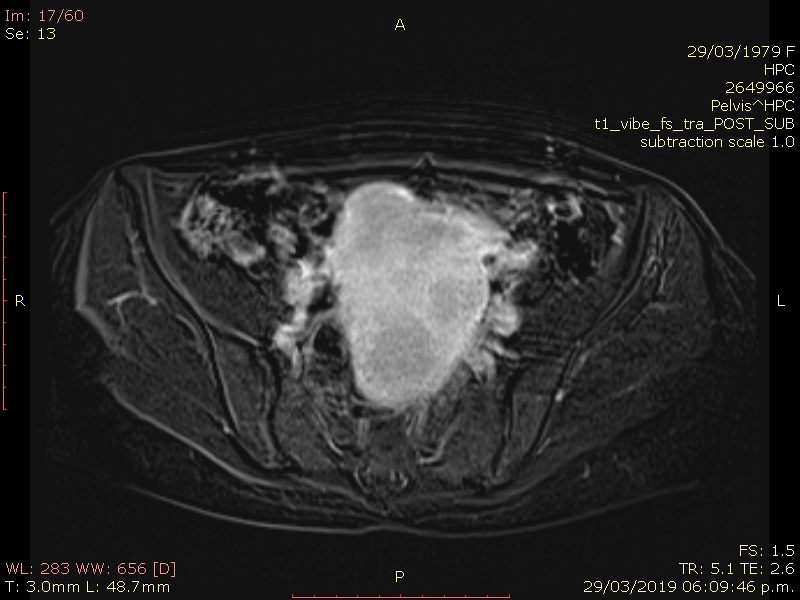 Im: 17/60
Se: 13
A
29/03/1979 F
HPC
2649966
Pelvis^HPC
t1_vibe_fs_tra_POST_SUB
subtraction scale 1.0
R
L
WL: 283 WW: 656 [D]
T: 3.0mm L: 48.7mm
P
FS: 1.5
TR: 5.1 TE: 2.6
29/03/2019 06:09:46 p.m.